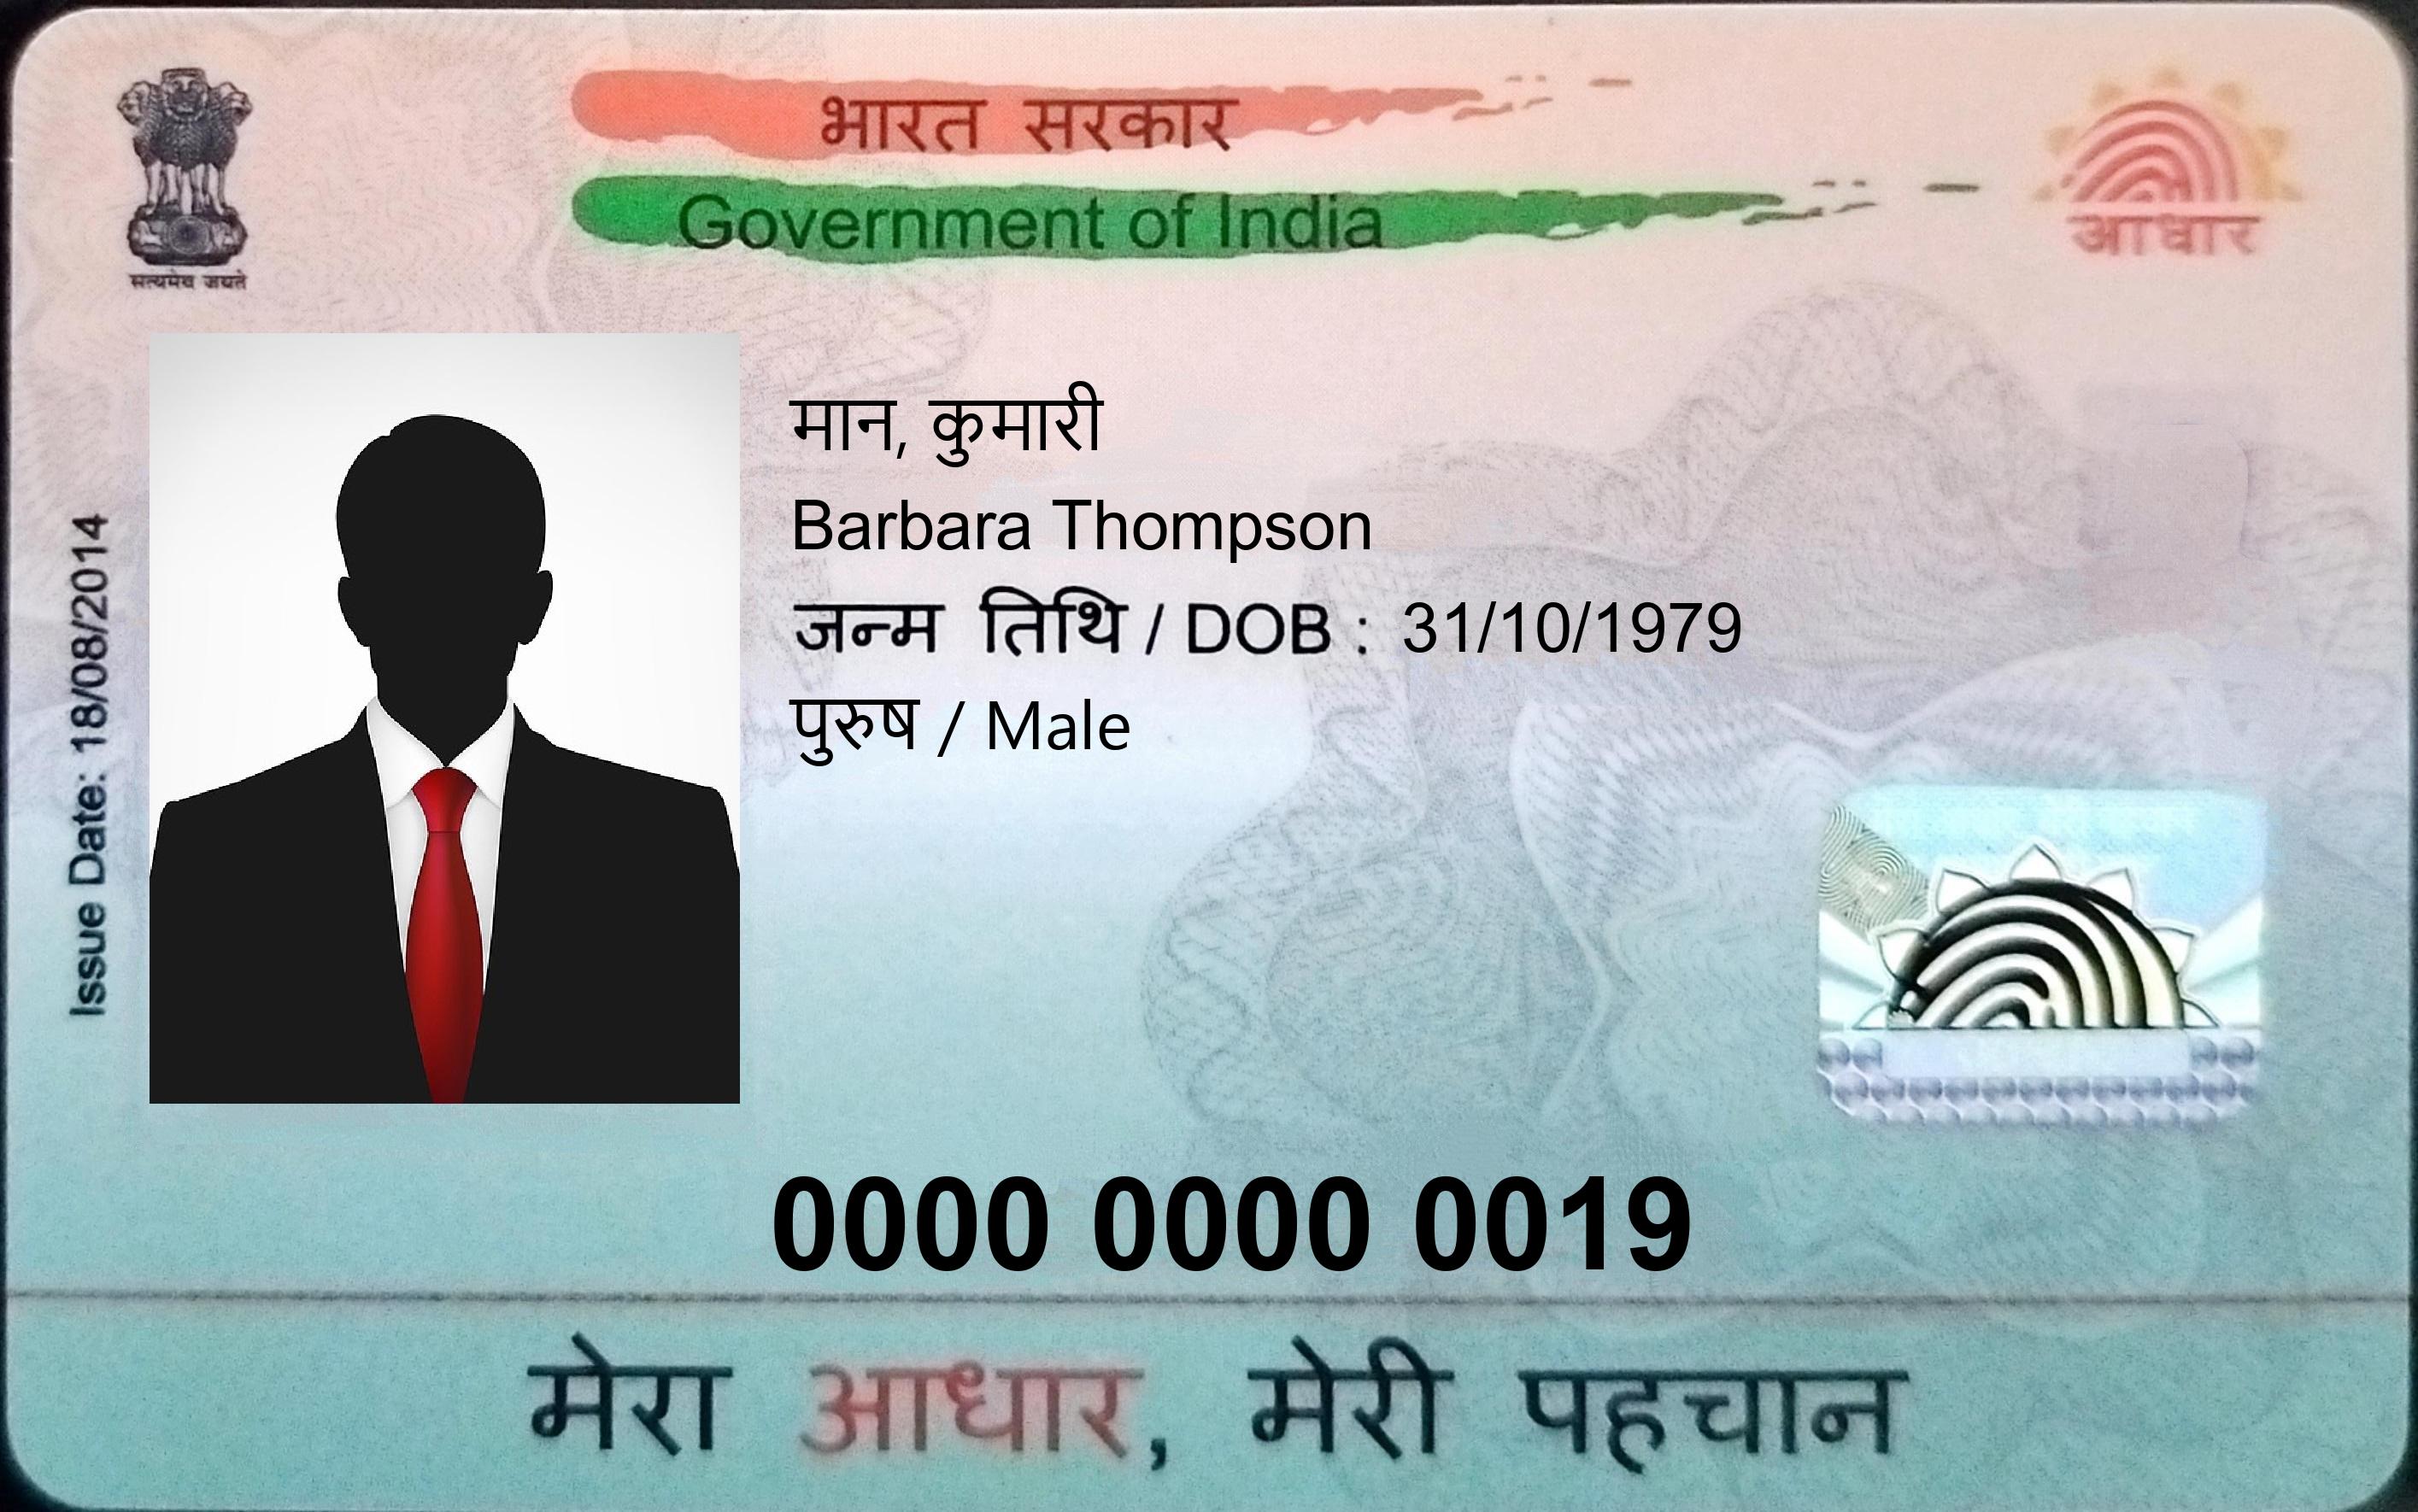 भारत सरकार
Government of India
सत्यमेव जयते
आधार
Issue Date: 18/08/2014
मान, कुमारी
Barbara Thompson
जन्म तिथि / DOB : 31/10/1979
पुरुष / Male
0000 0000 0019
मेरा आधार, मेरी पहचान